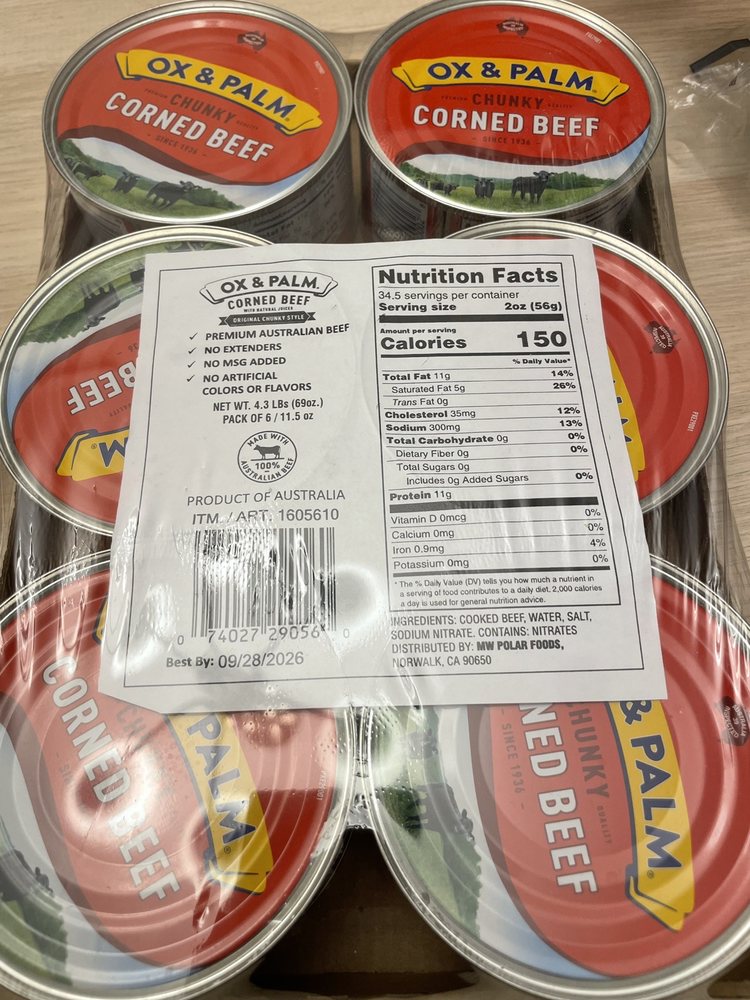 OX & PALM.
PREMIUM CHUNKY QUALITY
CORNED BEEF
- SINCE 1936 -
OX & PALM.
PREMIUM CHUNKY QUALITY
CORNED BEEF
- SINCE 1936 -
BEEF
OX & PALM.
CORNED BEEF
WITH NATURAL JUICES
ORIGINAL CHUNKY STYLE
✓ PREMIUM AUSTRALIAN BEEF
✓ NO EXTENDERS
✓ NO MSG ADDED
✓ NO ARTIFICIAL
COLORS OR FLAVORS
NET WT. 4.3 LBs (69oz.)
PACK OF 6 / 11.5 oz
MADE WITH
100%
AUSTRALIAN BEEF
PRODUCT OF AUSTRALIA
ITM. / ART. 1605610
0 74027 29056 0
Best By: 09/28/2026
Nutrition Facts
34.5 servings per container
Serving size 2oz (56g)
Amount per serving
Calories 150
% Daily Value*
Total Fat 11g 14%
Saturated Fat 5g 26%
Trans Fat 0g
Cholesterol 35mg 12%
Sodium 300mg 13%
Total Carbohydrate 0g 0%
Dietary Fiber 0g 0%
Total Sugars 0g
Includes 0g Added Sugars 0%
Protein 11g
Vitamin D 0mcg 0%
Calcium 0mg 0%
Iron 0.9mg 4%
Potassium 0mg 0%
* The % Daily Value (DV) tells you how much a nutrient in
a serving of food contributes to a daily diet. 2,000 calories
a day is used for general nutrition advice.
INGREDIENTS: COOKED BEEF, WATER, SALT,
SODIUM NITRATE. CONTAINS: NITRATES
DISTRIBUTED BY: MW POLAR FOODS,
NORWALK, CA 90650
PALM
CORNED BEEF
& PALM®
CHUNKY QUALITY
NED BEEF
SINCE 1936 -